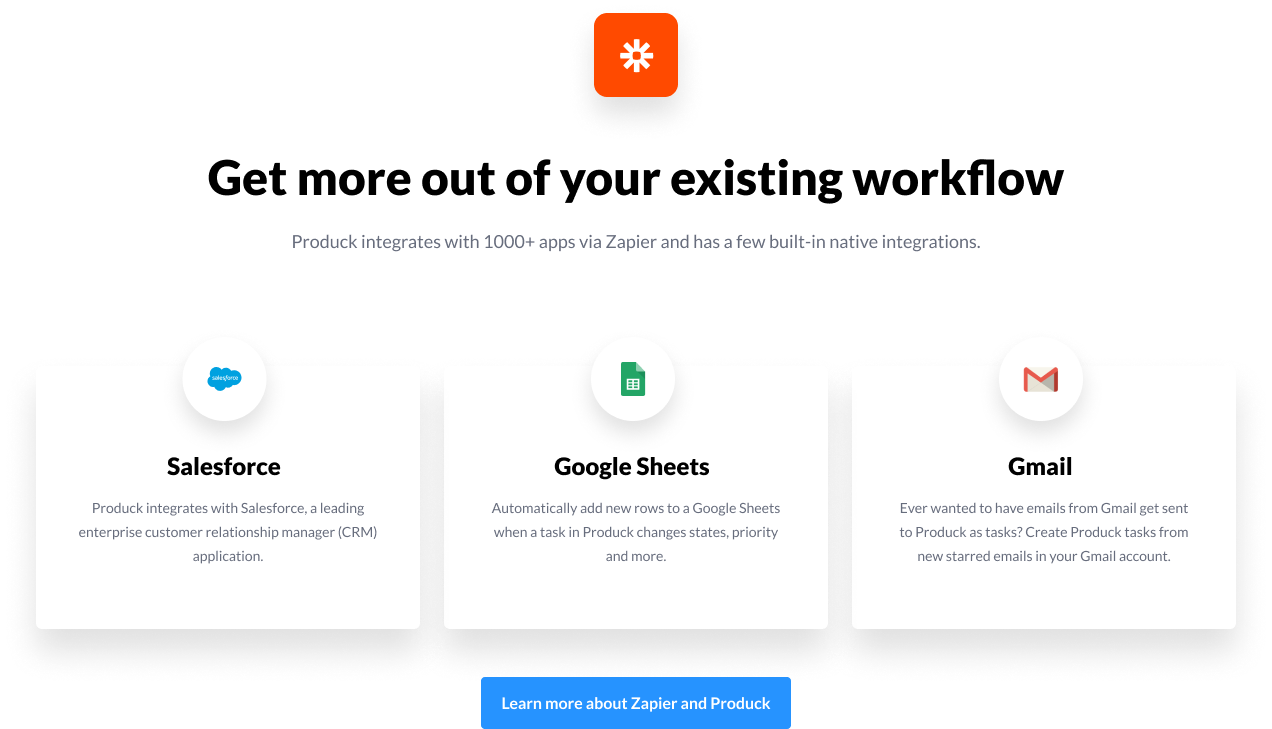 Get more out of your existing workflow
Produck integrates with 1000+ apps via Zapier and has a few built-in native integrations.
salesforce
Salesforce
Produck integrates with Salesforce, a leading
enterprise customer relationship manager (CRM)
application.
Google Sheets
Automatically add new rows to a Google Sheets
when a task in Produck changes states, priority
and more.
Gmail
Ever wanted to have emails from Gmail get sent
to Produck as tasks? Create Produck tasks from
new starred emails in your Gmail account.
Learn more about Zapier and Produck